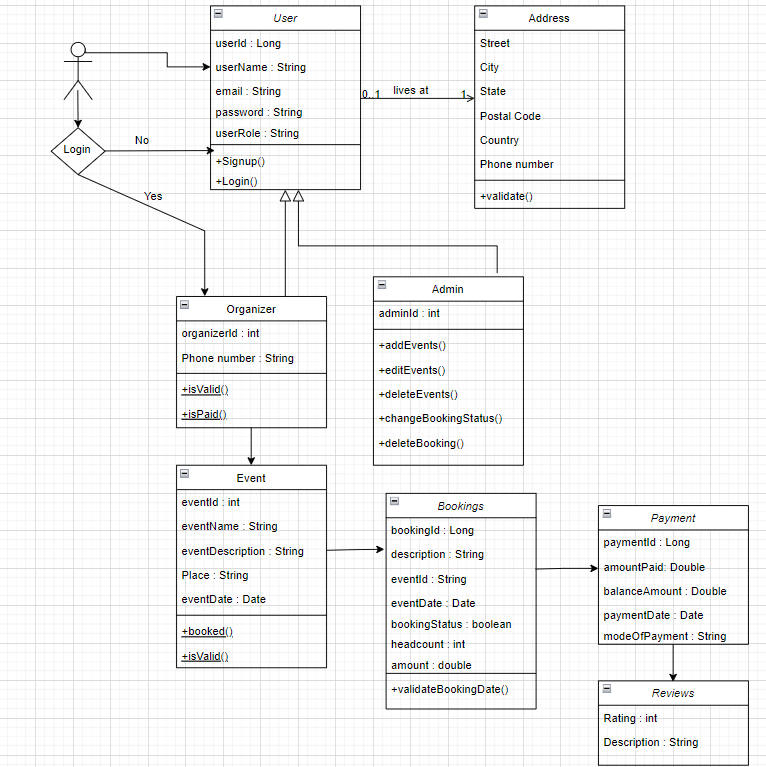 User
userId : Long
userName : String
email : String
password : String
userRole : String
+Signup()
+Login()
Address
Street
City
State
Postal Code
Country
Phone number
+validate()
0..1
lives at
1
Login
No
Yes
Organizer
organizerId : int
Phone number : String
+isValid()
+isPaid()
Admin
adminId : int
+addEvents()
+editEvents()
+deleteEvents()
+changeBookingStatus()
+deleteBooking()
Event
eventId : int
eventName : String
eventDescription : String
Place : String
eventDate : Date
+booked()
+isValid()
Bookings
bookingId : Long
description : String
eventId : String
eventDate : Date
bookingStatus : boolean
headcount : int
amount : double
+validateBookingDate()
Payment
paymentId : Long
amountPaid: Double
balanceAmount : Double
paymentDate : Date
modeOfPayment : String
Reviews
Rating : int
Description : String